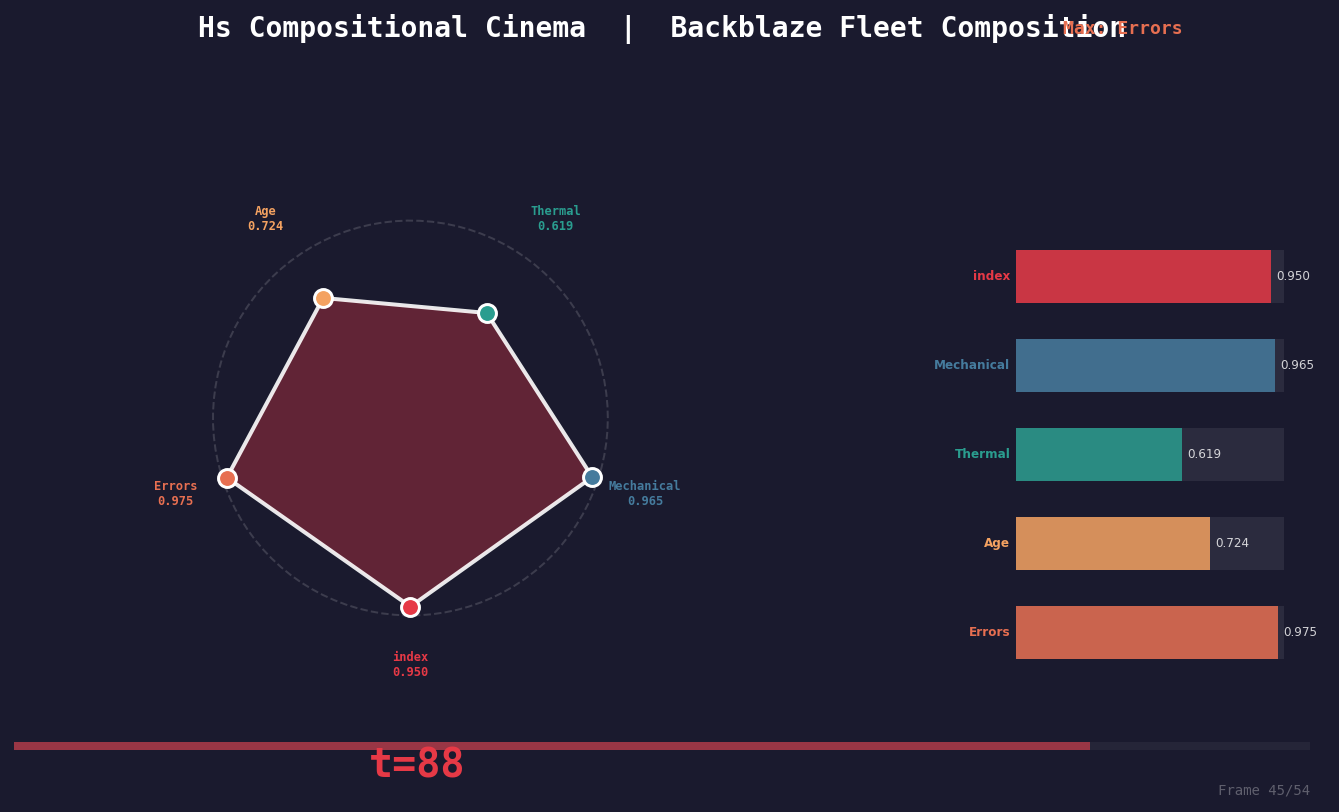 Hs Compositional Cinema  |  Backblaze Fleet Composition
Max: Errors
Age
0.724
Thermal
0.619
Errors
0.975
Mechanical
0.965
index
0.950
index
0.950
Mechanical
0.965
Thermal
0.619
Age
0.724
Errors
0.975
t=88
Frame 45/54